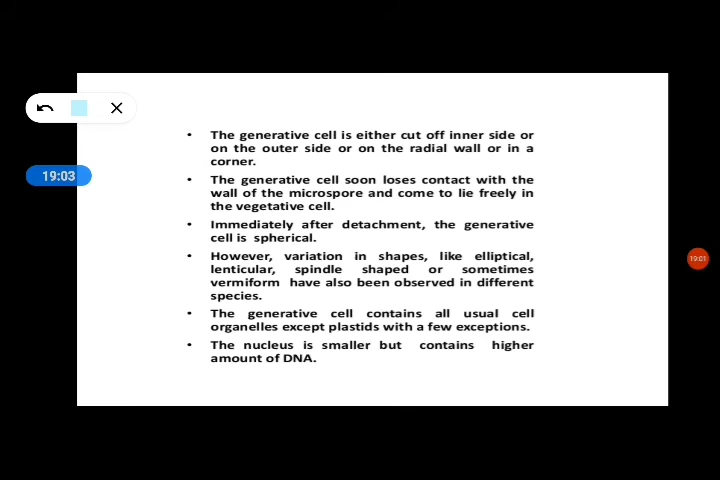 • The generative cell is either cut off inner side or
on the outer side or on the radial wall or in a
corner.
• The generative cell soon loses contact with the
wall of the microspore and come to lie freely in
the vegetative cell.
• Immediately after detachment, the generative
cell is spherical.
• However, variation in shapes, like elliptical,
lenticular, spindle shaped or sometimes
vermiform have also been observed in different
species.
• The generative cell contains all usual cell
organelles except plastids with a few exceptions.
• The nucleus is smaller but contains higher
amount of DNA.
19:03
19:01